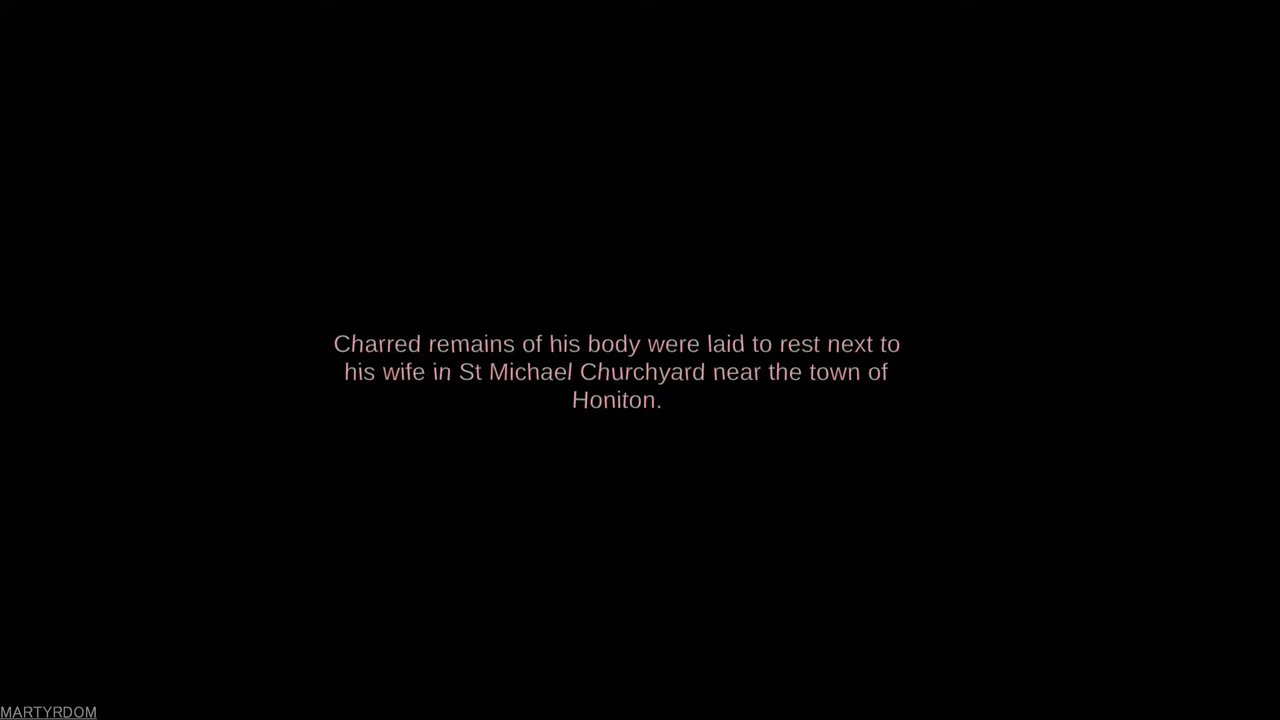 Charred remains of his body were laid to rest next to
his wife in St Michael Churchyard near the town of
Honiton.
MARTYRDOM